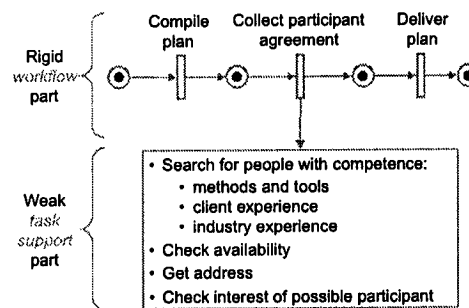 Compile plan
Collect participant agreement
Deliver plan
Rigid
workflow
part
Weak
task
support
part
• Search for people with competence:
• methods and tools
• client experience
• industry experience
• Check availability
• Get address
• Check interest of possible participant